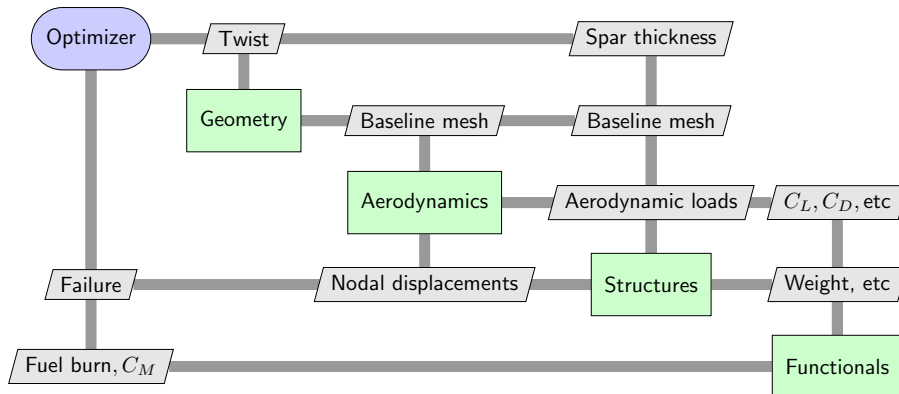 Optimizer
Twist
Spar thickness
Geometry
Baseline mesh
Baseline mesh
Aerodynamics
Aerodynamic loads
C_L, C_D, etc
Failure
Nodal displacements
Structures
Weight, etc
Fuel burn, C_M
Functionals